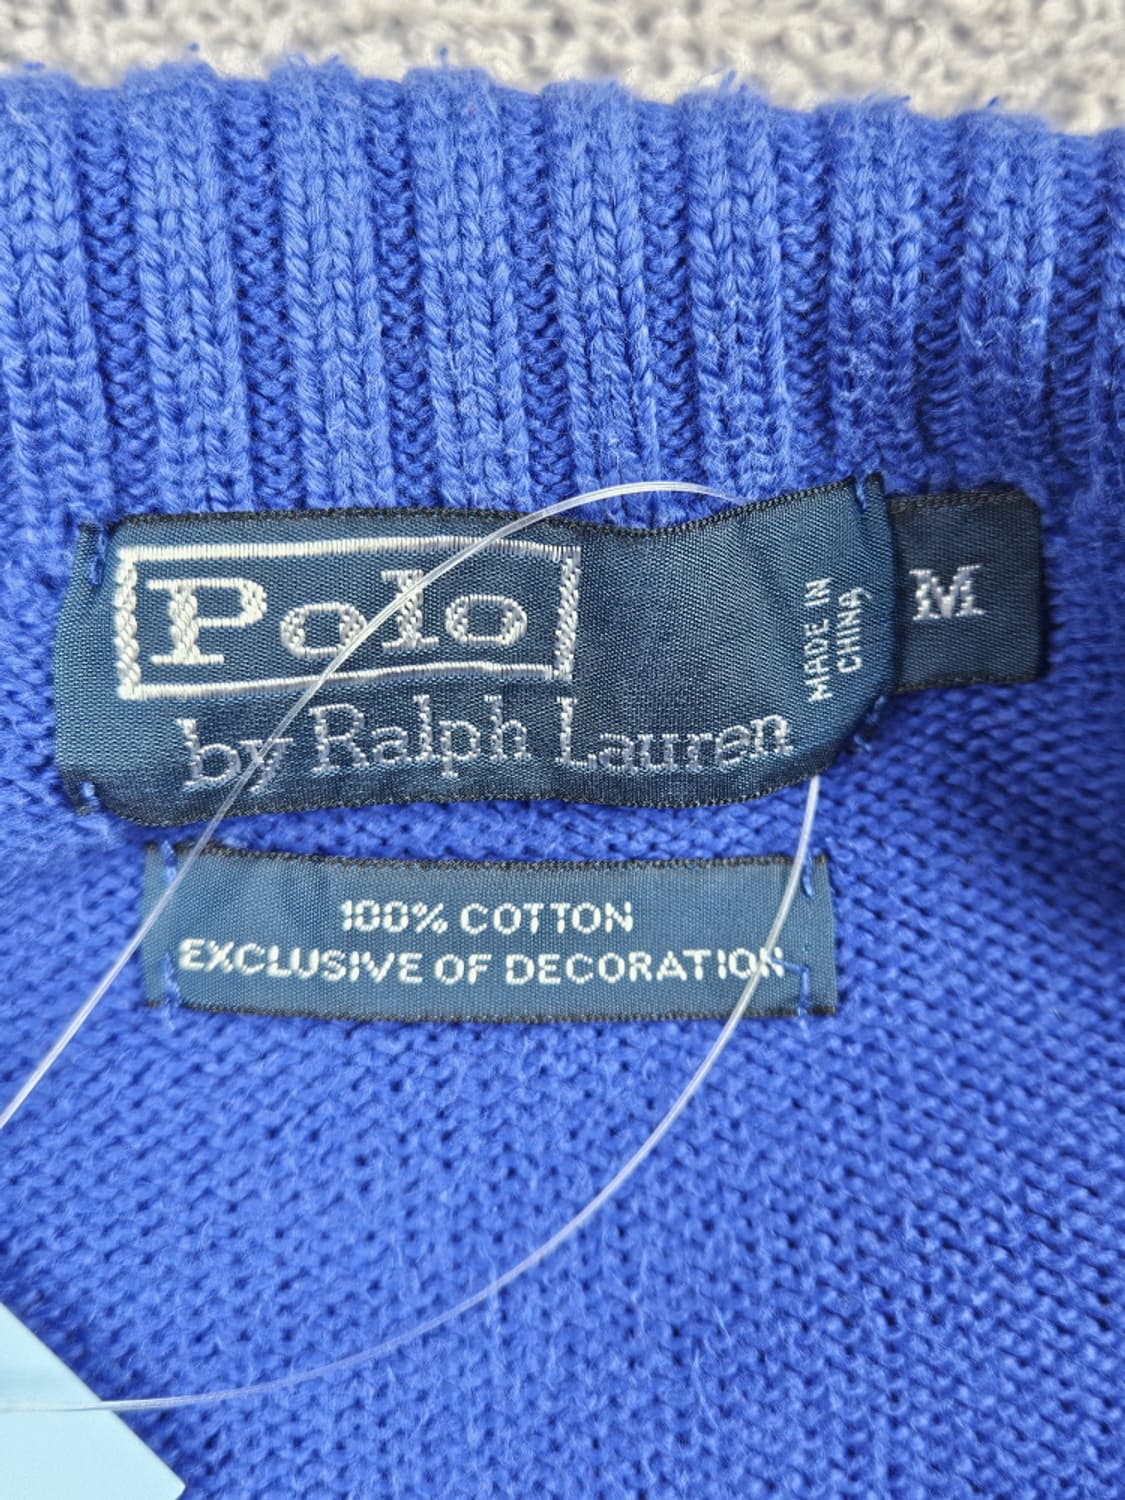 Polo
by Ralph Lauren
MADE IN
CHINA
M
100% COTTON
EXCLUSIVE OF DECORATION